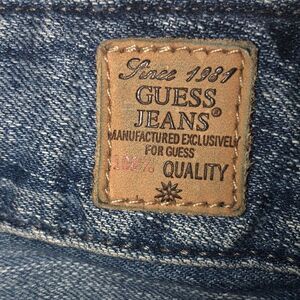 Since 1981
GUESS
JEANS®
MANUFACTURED EXCLUSIVELY
FOR GUESS
100% QUALITY